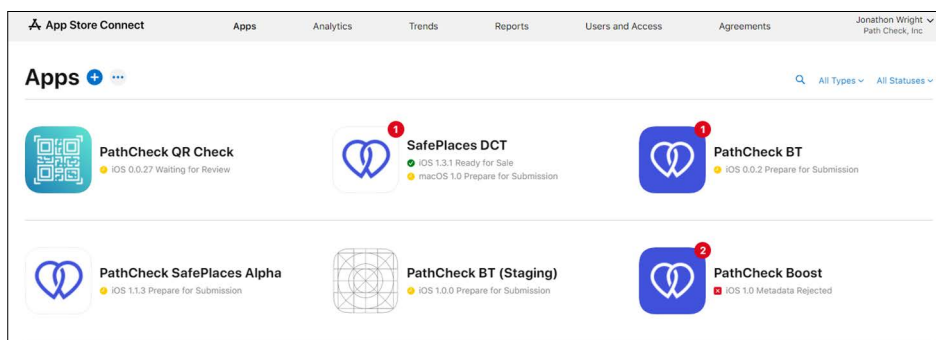 App Store Connect Apps Analytics Trends Reports Users and Access Agreements Jonathon Wright
Path Check, Inc
Apps
All Types All Statuses
PathCheck QR Check
iOS 0.0.27 Waiting for Review
1
SafePlaces DCT
iOS 1.3.1 Ready for Sale
macOS 1.0 Prepare for Submission
1
PathCheck BT
iOS 0.0.2 Prepare for Submission
PathCheck SafePlaces Alpha
iOS 1.1.3 Prepare for Submission
PathCheck BT (Staging)
iOS 1.0.0 Prepare for Submission
2
PathCheck Boost
iOS 1.0 Metadata Rejected